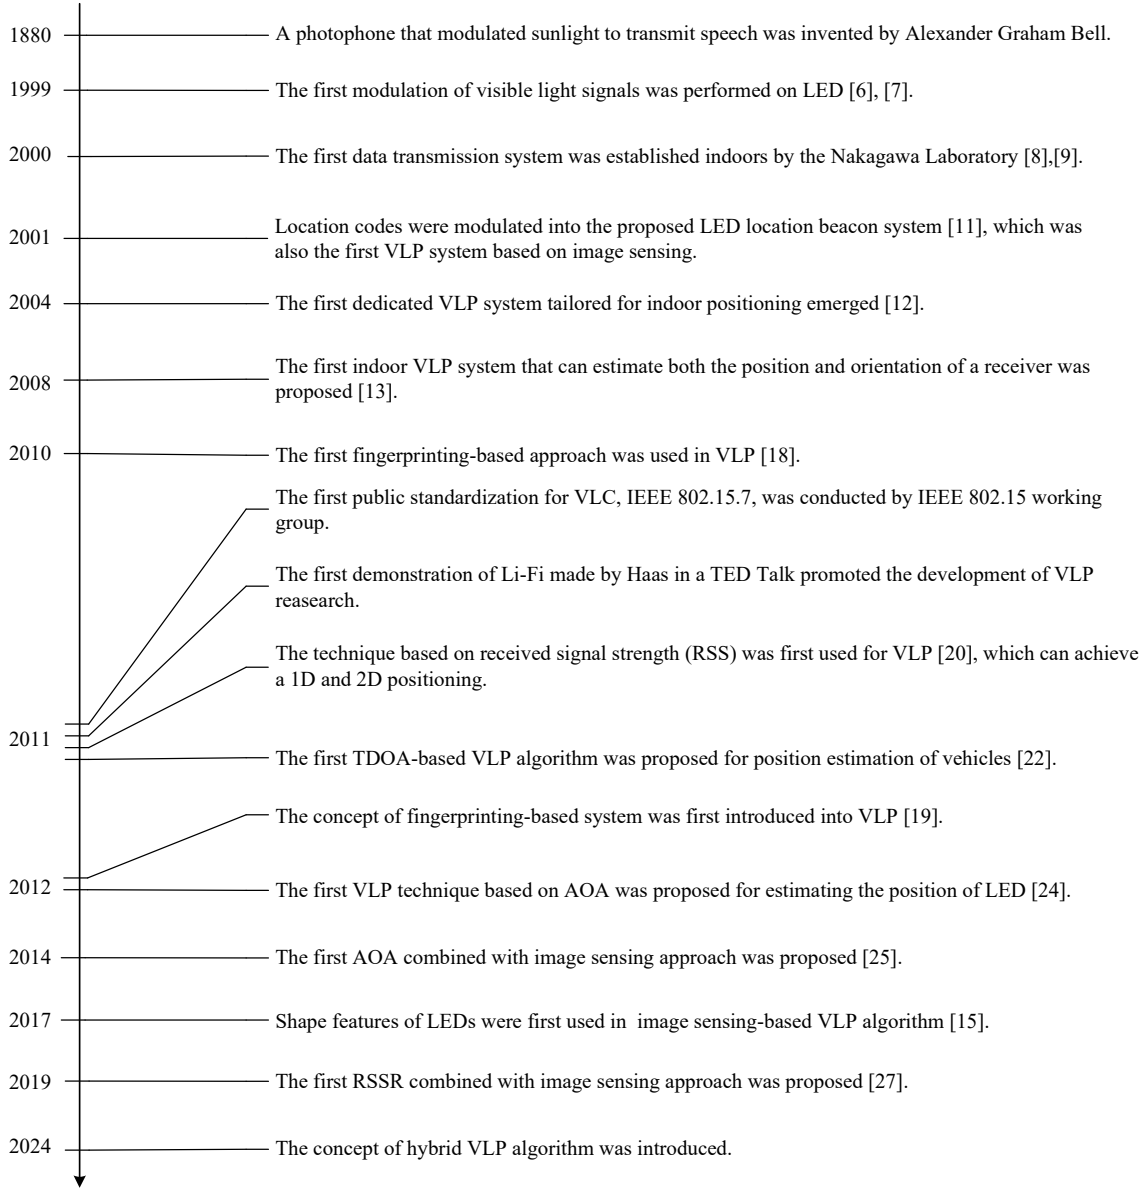 1880 A photophone that modulated sunlight to transmit speech was invented by Alexander Graham Bell.
1999 The first modulation of visible light signals was performed on LED [6], [7].
2000 The first data transmission system was established indoors by the Nakagawa Laboratory [8],[9].
2001 Location codes were modulated into the proposed LED location beacon system [11], which was
also the first VLP system based on image sensing.
2004 The first dedicated VLP system tailored for indoor positioning emerged [12].
2008 The first indoor VLP system that can estimate both the position and orientation of a receiver was
proposed [13].
2010 The first fingerprinting-based approach was used in VLP [18].
The first public standardization for VLC, IEEE 802.15.7, was conducted by IEEE 802.15 working
group.
The first demonstration of Li-Fi made by Haas in a TED Talk promoted the development of VLP
reasearch.
The technique based on received signal strength (RSS) was first used for VLP [20], which can achieve
a 1D and 2D positioning.
2011
The first TDOA-based VLP algorithm was proposed for position estimation of vehicles [22].
The concept of fingerprinting-based system was first introduced into VLP [19].
2012 The first VLP technique based on AOA was proposed for estimating the position of LED [24].
2014 The first AOA combined with image sensing approach was proposed [25].
2017 Shape features of LEDs were first used in image sensing-based VLP algorithm [15].
2019 The first RSSR combined with image sensing approach was proposed [27].
2024 The concept of hybrid VLP algorithm was introduced.